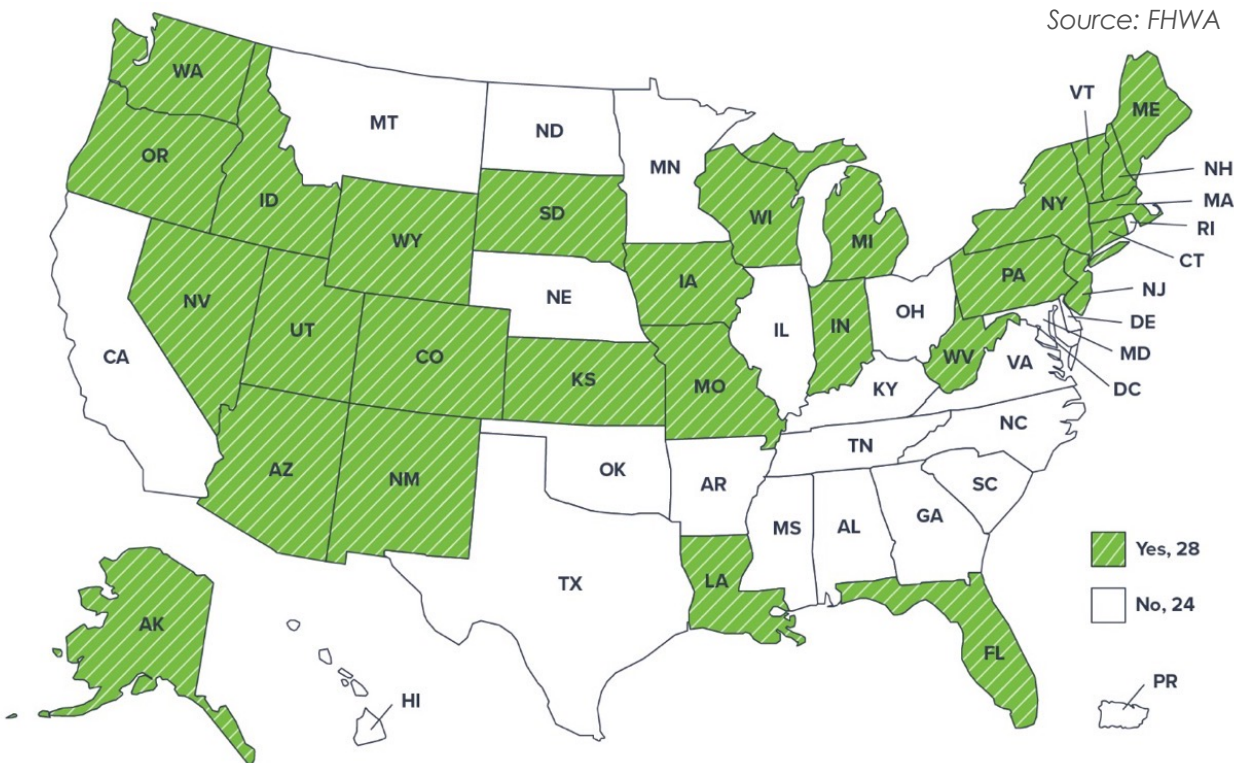 Source: FHWA
WA
MT
ND
MN
VT
ME
OR
ID
SD
WI
MI
NY
NH
MA
RI
CT
WY
NE
IA
PA
NJ
NV
UT
CO
IL
IN
OH
DE
MD
DC
CA
KS
MO
WV
VA
KY
AZ
NM
OK
AR
TN
NC
SC
MS
AL
GA
TX
LA
FL
Yes, 28
No, 24
AK
HI
PR